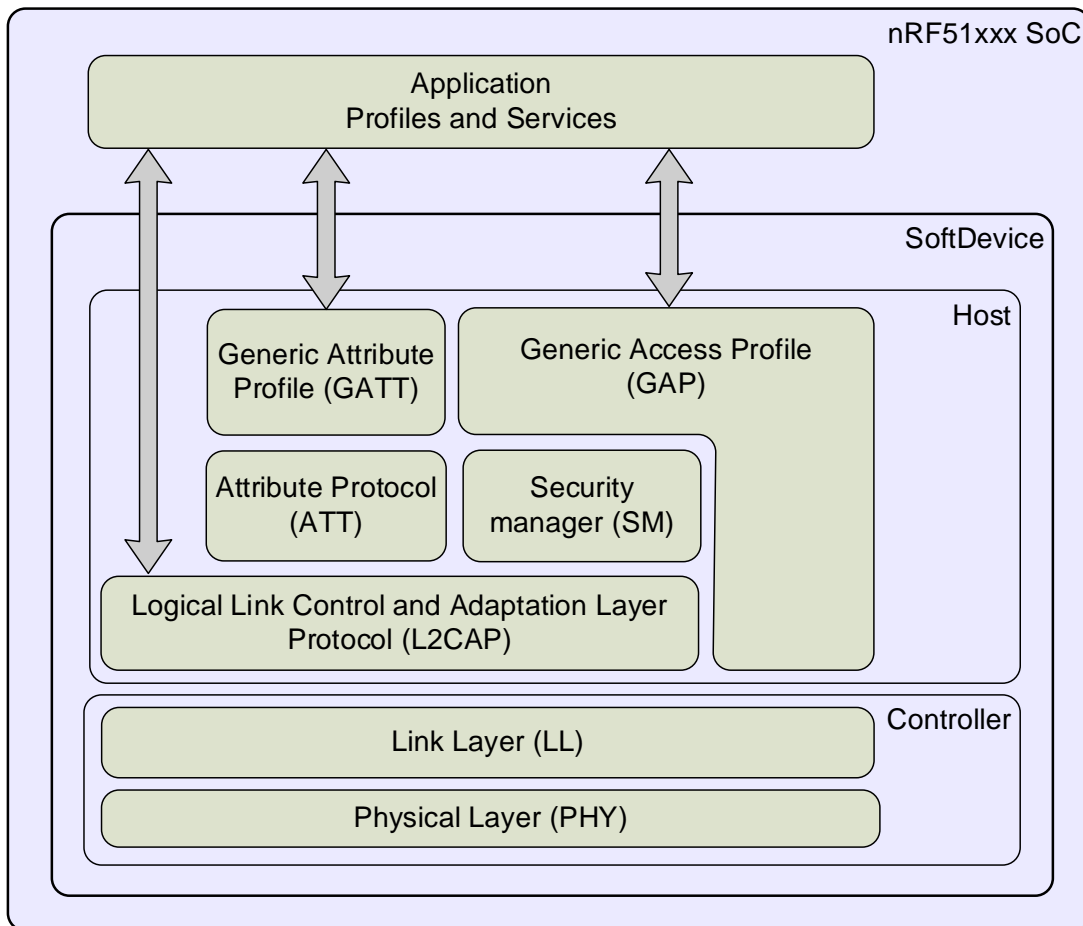 nRF51xxx SoC
Application
Profiles and Services
SoftDevice
Host
Generic Attribute
Profile (GATT)
Generic Access Profile
(GAP)
Attribute Protocol
(ATT)
Security
manager (SM)
Logical Link Control and Adaptation Layer
Protocol (L2CAP)
Controller
Link Layer (LL)
Physical Layer (PHY)